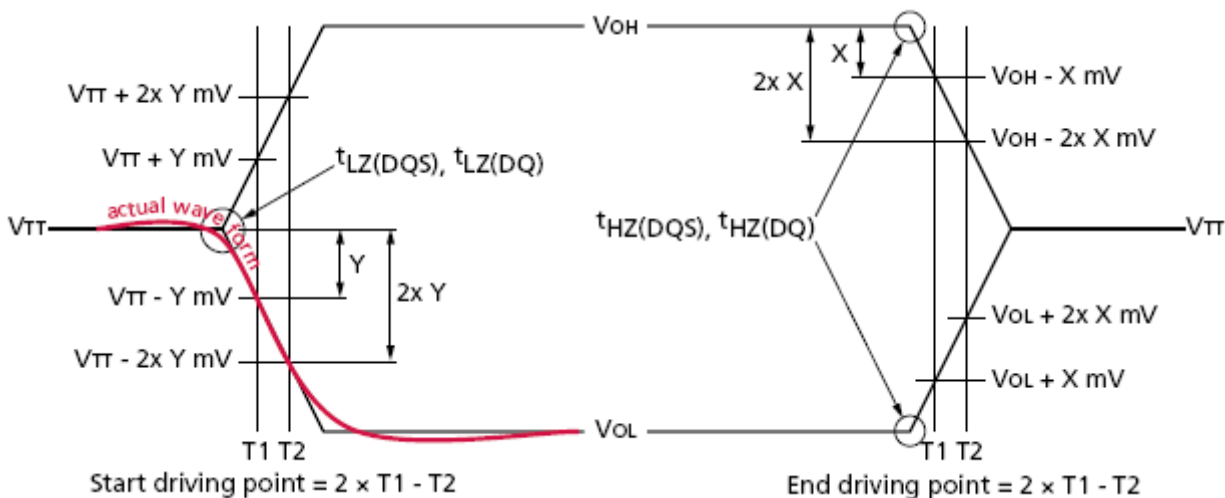 VOH
X
VOH - X mV
2x X
VTT + 2x Y mV
VOH - 2x X mV
VTT + Y mV
tLZ(DQS), tLZ(DQ)
actual wave form
VTT
tHZ(DQS), tHZ(DQ)
VTT
Y
2x Y
VTT - Y mV
VOL + 2x X mV
VTT - 2x Y mV
VOL + X mV
VOL
T1 T2
T1 T2
Start driving point = 2 × T1 - T2
End driving point = 2 × T1 - T2